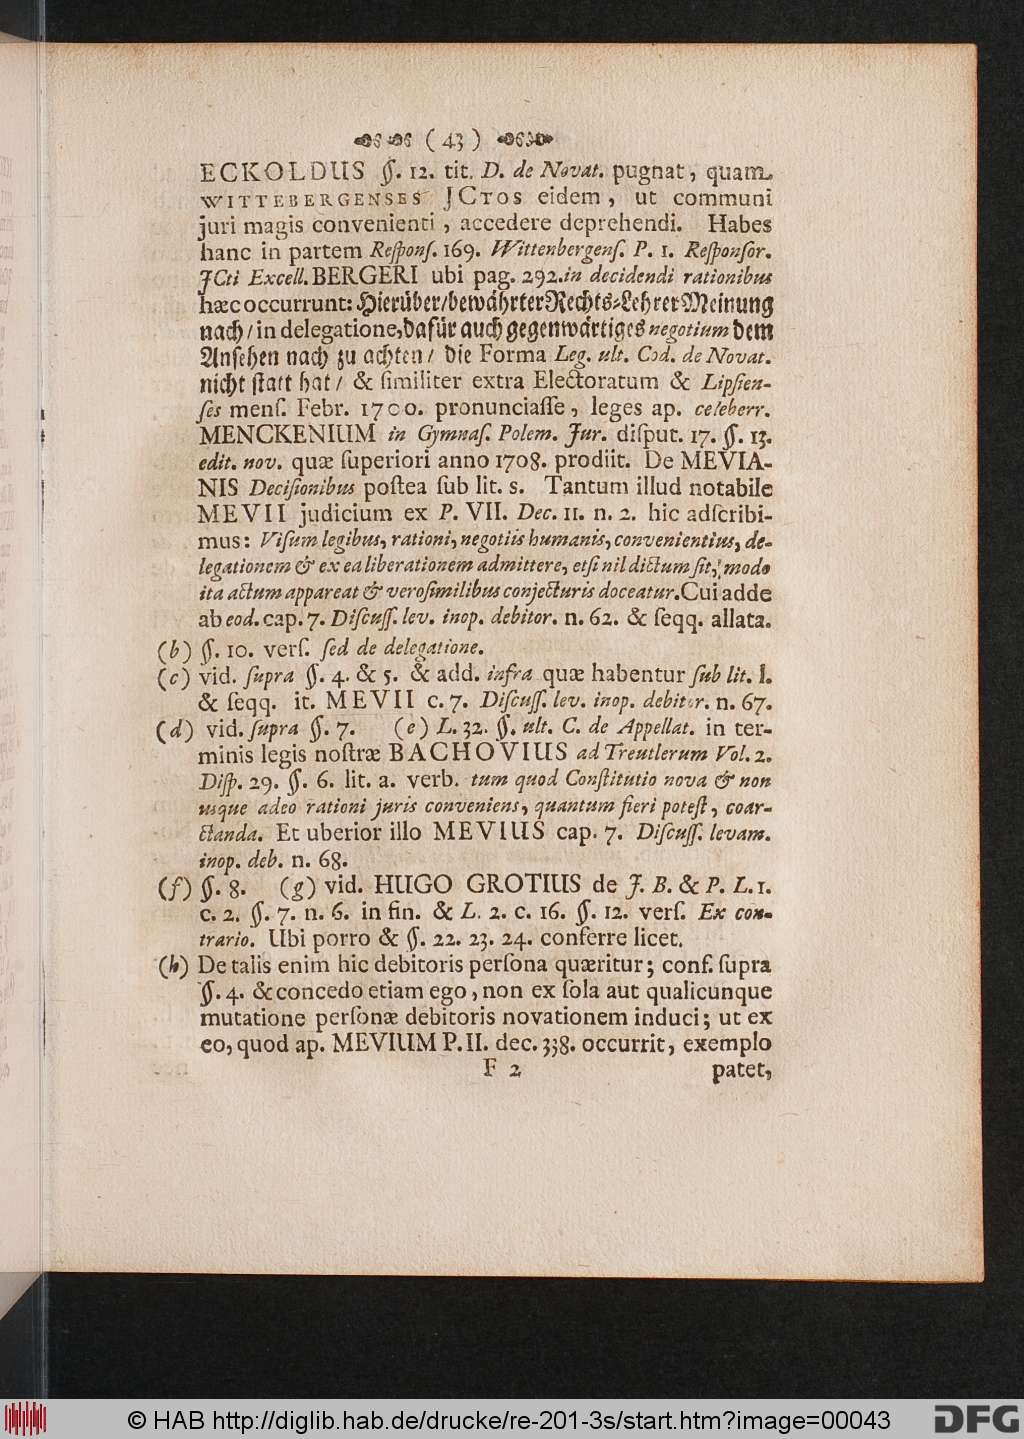 ( 43 )
ECKOLDUS §. 12. tit. D. de Novat. pugnat, quam
WITTEBERGENSES JCTOS eidem, ut communi
juri magis convenienti, accedere deprehendi. Habes
hanc in partem Reſponſ. 169. Wittenbergenſ. P. 1. Reſponſor.
JCti Excell. BERGERI ubi pag. 292. in decidendi rationibus
hæc occurrunt: Hierüber/ bewährter Rechts-Lehrer Meinung
nach/ in delegatione, dafür auch gegenwärtiges negotium dem
Anſehen nach zu achten/ die Forma Leg. ult. Cod. de Novat.
nicht ſtatt hat/ & ſimiliter extra Electoratum & Lipſien-
ſes menſ. Febr. 1700. pronunciaſſe, leges ap. celeberr.
MENCKENIUM in Gymnaſ. Polem. Jur. diſput. 17. §. 13.
edit. nov. quæ ſuperiori anno 1708. prodiit. De MEVIA-
NIS Deciſionibus poſtea ſub lit. s. Tantum illud notabile
MEVII judicium ex P. VII. Dec. 11. n. 2. hic adſcribi-
mus: Viſum legibus, rationi, negotiis humanis, convenientius, de-
legationem & ex ea liberationem admittere, etſi nil dictum ſit, modo
ita actum appareat & veroſimilibus conjecturis doceatur. Cui adde
ab eod. cap. 7. Diſcuſſ. lev. inop. debitor. n. 62. & ſeqq. allata.
(b) §. 10. verſ. ſed de delegatione.
(c) vid. ſupra §. 4. & 5. & add. infra quæ habentur ſub lit. l.
& ſeqq. it. MEVII c. 7. Diſcuſſ. lev. inop. debitor. n. 67.
(d) vid. ſupra §. 7. (e) L. 32. §. ult. C. de Appellat. in ter-
minis legis noſtræ BACHOVIUS ad Treutlerum Vol. 2.
Diſp. 29. §. 6. lit. a. verb. tum quod Conſtitutio nova & non
usque adeo rationi juris conveniens, quantum fieri poteſt, coar-
ctanda. Et uberior illo MEVIUS cap. 7. Diſcuſſ. levam.
inop. deb. n. 68.
(f) §. 8. (g) vid. HUGO GROTIUS de J. B. & P. L. 1.
c. 2. §. 7. n. 6. in fin. & L. 2. c. 16. §. 12. verſ. Ex con-
trario. Ubi porro & §. 22. 23. 24. conferre licet.
(h) De talis enim hic debitoris perſona quæritur; conf. ſupra
§. 4. & concedo etiam ego, non ex ſola aut qualicunque
mutatione perſonæ debitoris novationem induci; ut ex
eo, quod ap. MEVIUM P. II. dec. 338. occurrit, exemplo
F 2 patet,
© HAB http://diglib.hab.de/drucke/re-201-3s/start.htm?image=00043 DFG